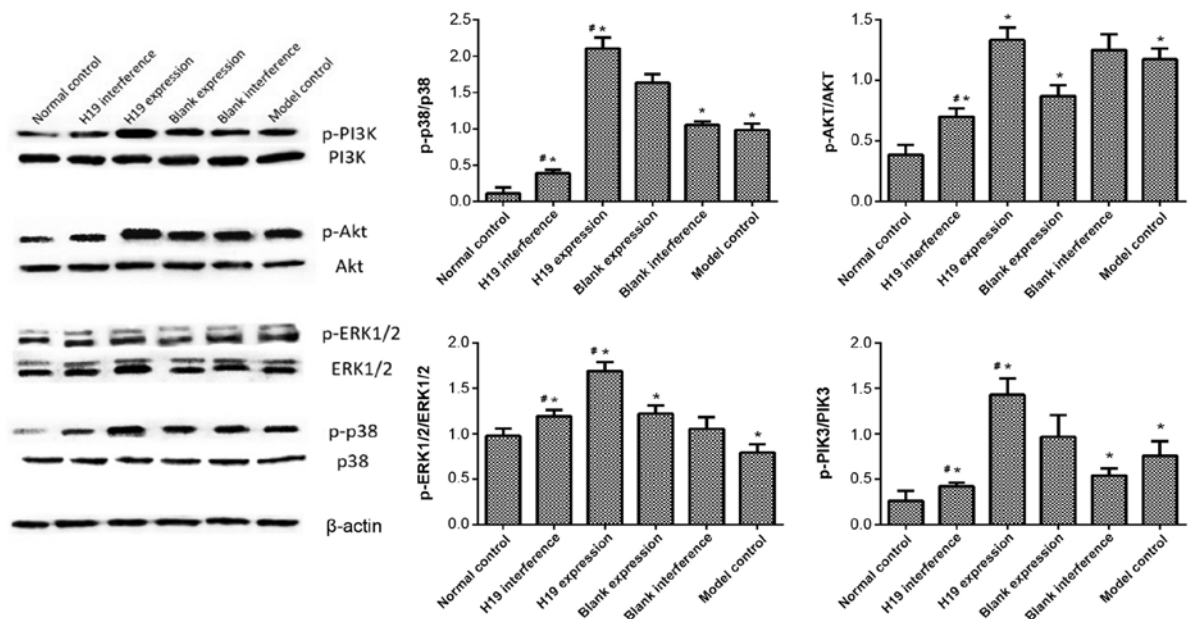 Normal control
H19 interference
H19 expression
Blank expression
Blank interference
Model control
p-PI3K
PI3K
p-Akt
Akt
p-ERK1/2
ERK1/2
p-p38
p38
β-actin
p-p38/p38
2.5
2.0
1.5
1.0
0.5
0.0
# *
# *
*
*
Normal control
H19 interference
H19 expression
Blank expression
Blank interference
Model control
p-AKT/AKT
1.5
1.0
0.5
0.0
# *
*
*
*
Normal control
H19 interference
H19 expression
Blank expression
Blank interference
Model control
p-ERK1/2/ERK1/2
2.0
1.5
1.0
0.5
0.0
# *
# *
*
*
Normal control
H19 interference
H19 expression
Blank expression
Blank interference
Model control
p-PIK3/PIK3
2.0
1.5
1.0
0.5
0.0
# *
# *
*
*
Normal control
H19 interference
H19 expression
Blank expression
Blank interference
Model control